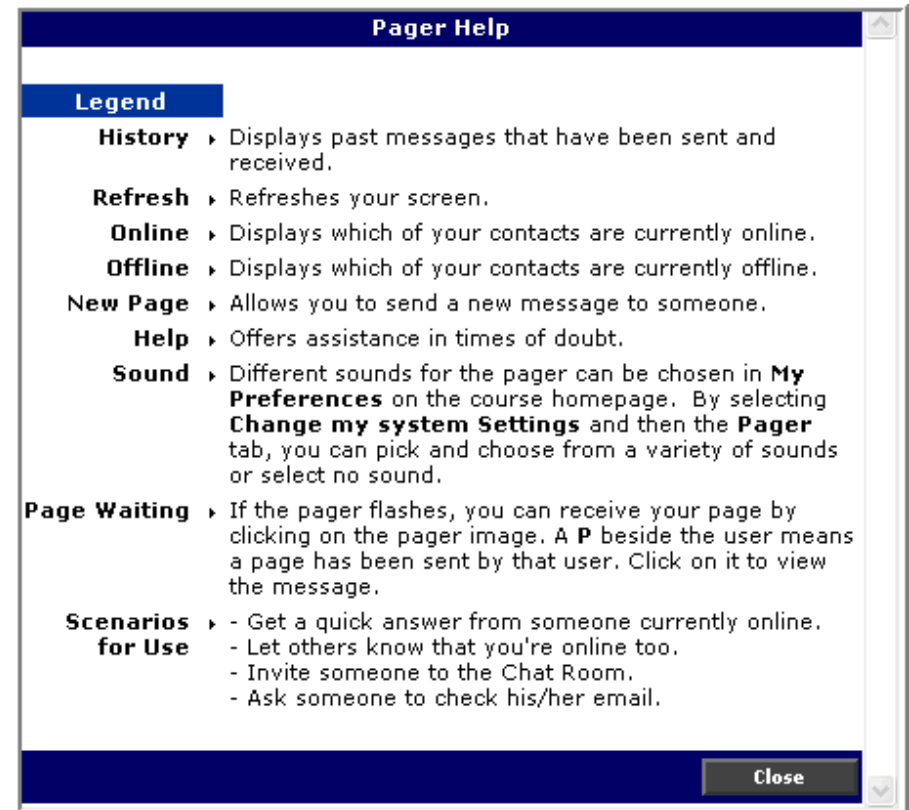 Pager Help
Legend
History ▸ Displays past messages that have been sent and
received.
Refresh ▸ Refreshes your screen.
Online ▸ Displays which of your contacts are currently online.
Offline ▸ Displays which of your contacts are currently offline.
New Page ▸ Allows you to send a new message to someone.
Help ▸ Offers assistance in times of doubt.
Sound ▸ Different sounds for the pager can be chosen in My
Preferences on the course homepage. By selecting
Change my system Settings and then the Pager
tab, you can pick and choose from a variety of sounds
or select no sound.
Page Waiting ▸ If the pager flashes, you can receive your page by
clicking on the pager image. A P beside the user means
a page has been sent by that user. Click on it to view
the message.
Scenarios ▸ - Get a quick answer from someone currently online.
for Use - Let others know that you're online too.
- Invite someone to the Chat Room.
- Ask someone to check his/her email.
Close